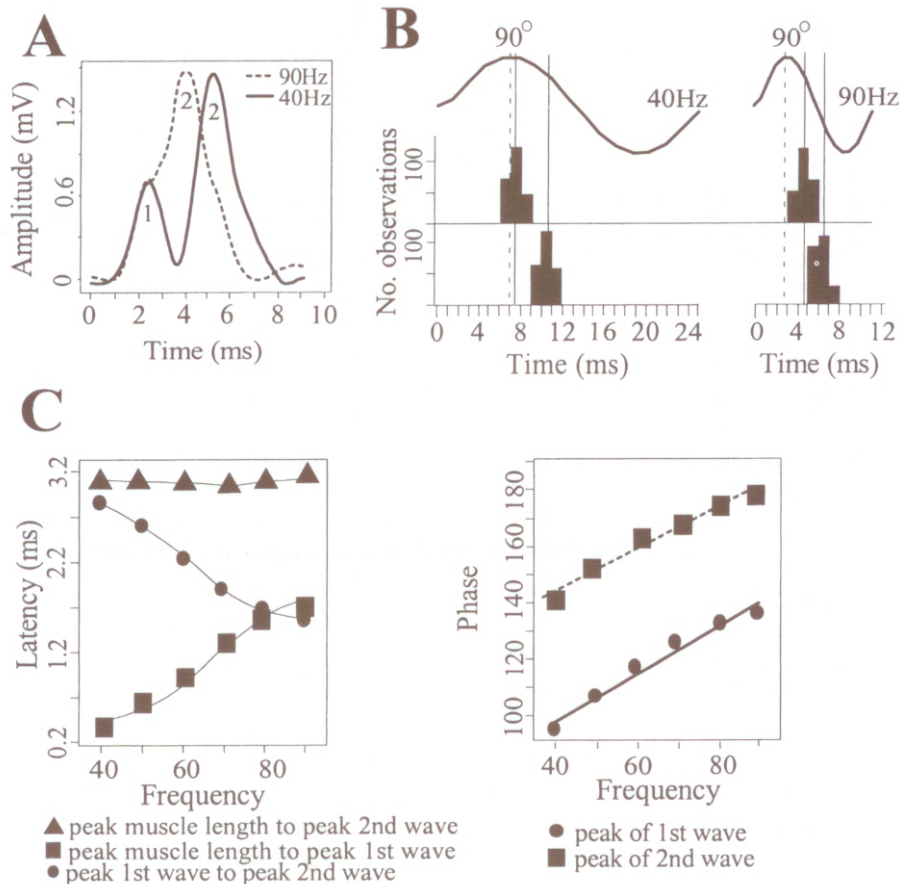 A
90Hz
40Hz
1
2
2
1.2
0.6
0
Amplitude (mV)
0 2 4 6 8 10
Time (ms)
B
90°
40Hz
90°
90Hz
No. observations
100
100
0 4 8 12 16 20 24
Time (ms)
0 4 8 12
Time (ms)
C
3.2
2.2
1.2
0.2
Latency (ms)
40 60 80
Frequency
peak muscle length to peak 2nd wave
peak muscle length to peak 1st wave
peak 1st wave to peak 2nd wave
180
160
140
120
100
Phase
40 60 80
Frequency
peak of 1st wave
peak of 2nd wave